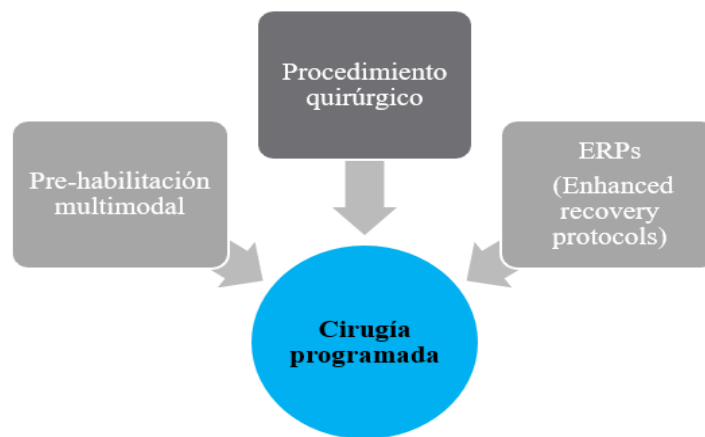 Procedimiento
quirúrgico
Pre-habilitación
multimodal
ERPs
(Enhanced
recovery
protocols)
Cirugía
programada